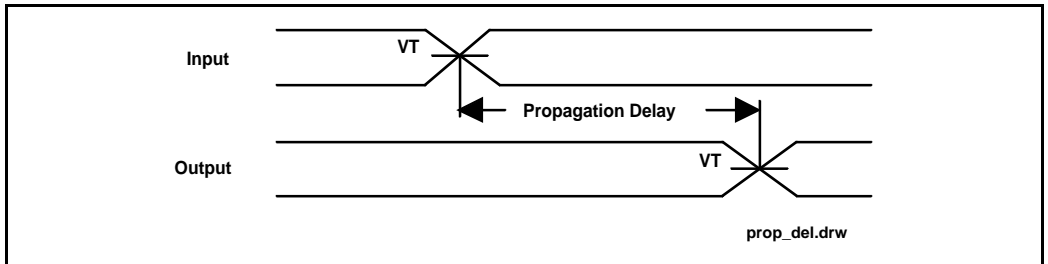 Input
VT
Propagation Delay
Output
VT
prop_del.drw